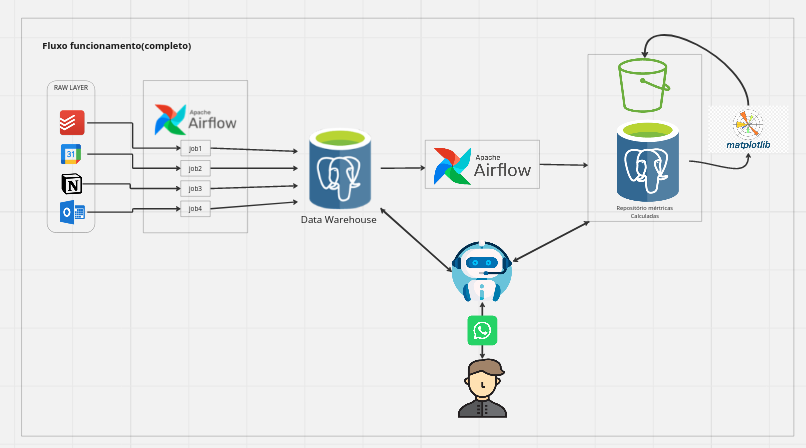 Fluxo funcionamento(completo)
RAW LAYER
31
Apache
Airflow
job1
job2
job3
job4
Data Warehouse
Apache
Airflow
matplotlib
Repositório métricas
Calculadas